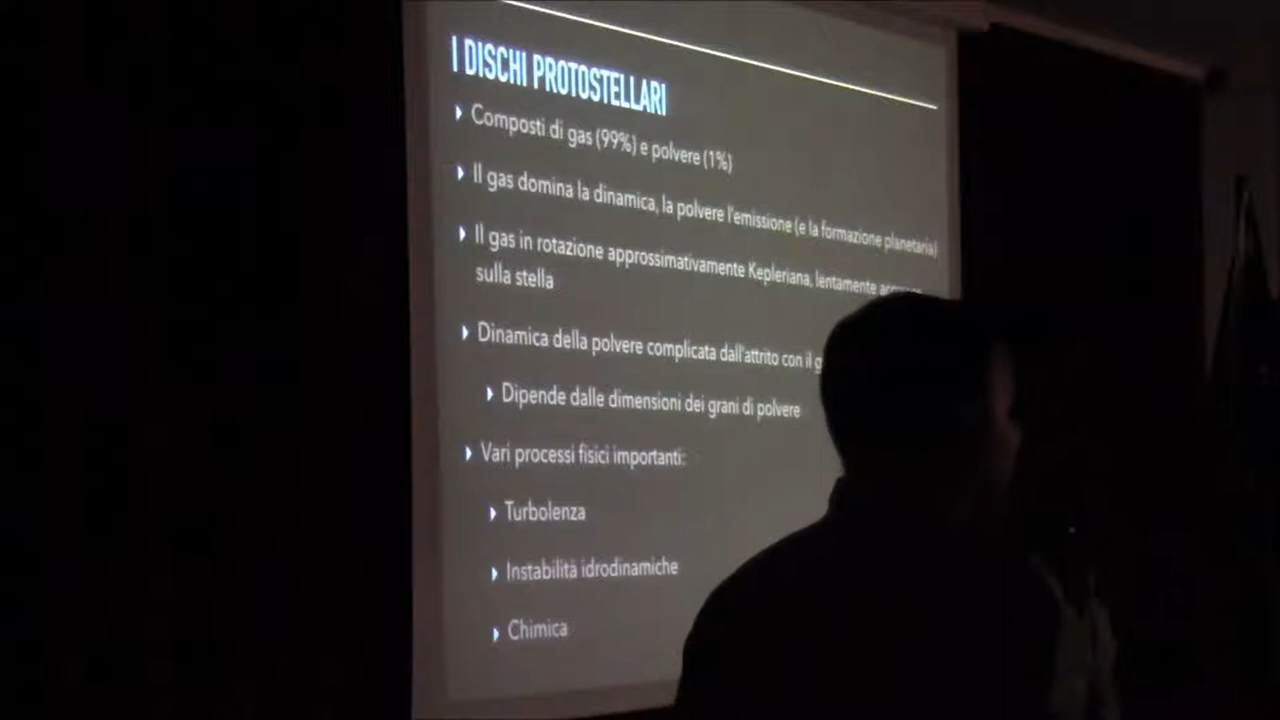 I DISCHI PROTOSTELLARI
Composti di gas (99%) e polvere (1%)
Il gas domina la dinamica, la polvere l'emissione (e la formazione planetaria)
Il gas in rotazione approssimativamente Kepleriana, lentamente
sulla stella
Dinamica della polvere complicata dall'attrito con il
Dipende dalle dimensioni dei grani di polvere
Vari processi fisici importanti:
Turbolenza
Instabilità idrodinamiche
Chimica